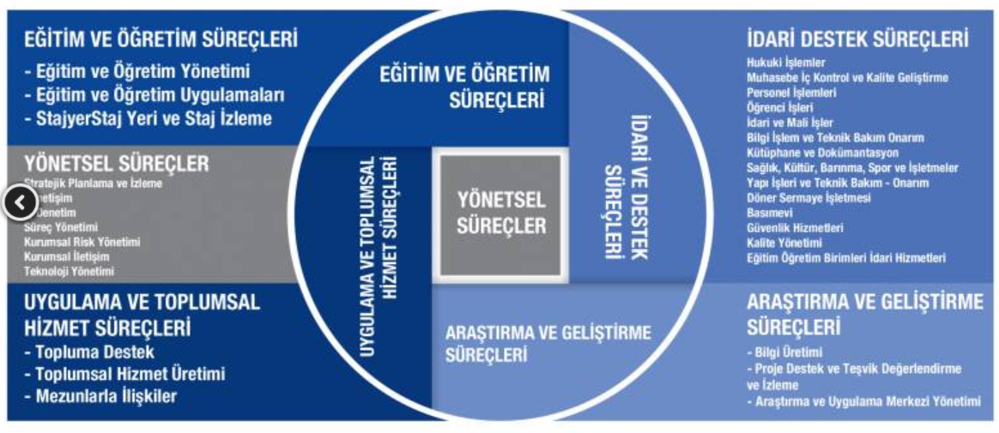 EĞİTİM VE ÖĞRETİM SÜREÇLERİ
- Eğitim ve Öğretim Yönetimi
- Eğitim ve Öğretim Uygulamaları
- StajyerStaj Yeri ve Staj İzleme
YÖNETSEL SÜREÇLER
Stratejik Planlama ve İzleme
Süreç Yönetimi
Kurumsal Risk Yönetimi
Kurumsal İletişim
Teknoloji Yönetimi
UYGULAMA VE TOPLUMSAL
HİZMET SÜREÇLERİ
- Topluma Destek
- Toplumsal Hizmet Üretimi
- Mezunlarla İlişkiler
EĞİTİM VE ÖĞRETİM
SÜREÇLERİ
UYGULAMA VE TOPLUMSAL
HİZMET SÜREÇLERİ
YÖNETSEL
SÜREÇLER
İDARİ VE DESTEK
SÜREÇLERİ
ARAŞTIRMA VE GELİŞTİRME
SÜREÇLERİ
İDARİ DESTEK SÜREÇLERİ
Hukuki İşlemler
Muhasebe İç Kontrol ve Kalite Geliştirme
Personel İşlemleri
Öğrenci İşleri
İdari ve Mali İşler
Bilgi İşlem ve Teknik Bakım Onarım
Kütüphane ve Dokümantasyon
Sağlık, Kültür, Barınma, Spor ve İşletmeler
Yapı İşleri ve Teknik Bakım - Onarım
Döner Sermaye İşletmesi
Basımevi
Güvenlik Hizmetleri
Kalite Yönetimi
Eğitim Öğretim Birimleri İdari Hizmetleri
ARAŞTIRMA VE GELİŞTİRME
SÜREÇLERİ
- Bilgi Üretimi
- Proje Destek ve Teşvik Değerlendirme
ve İzleme
- Araştırma ve Uygulama Merkezi Yönetimi